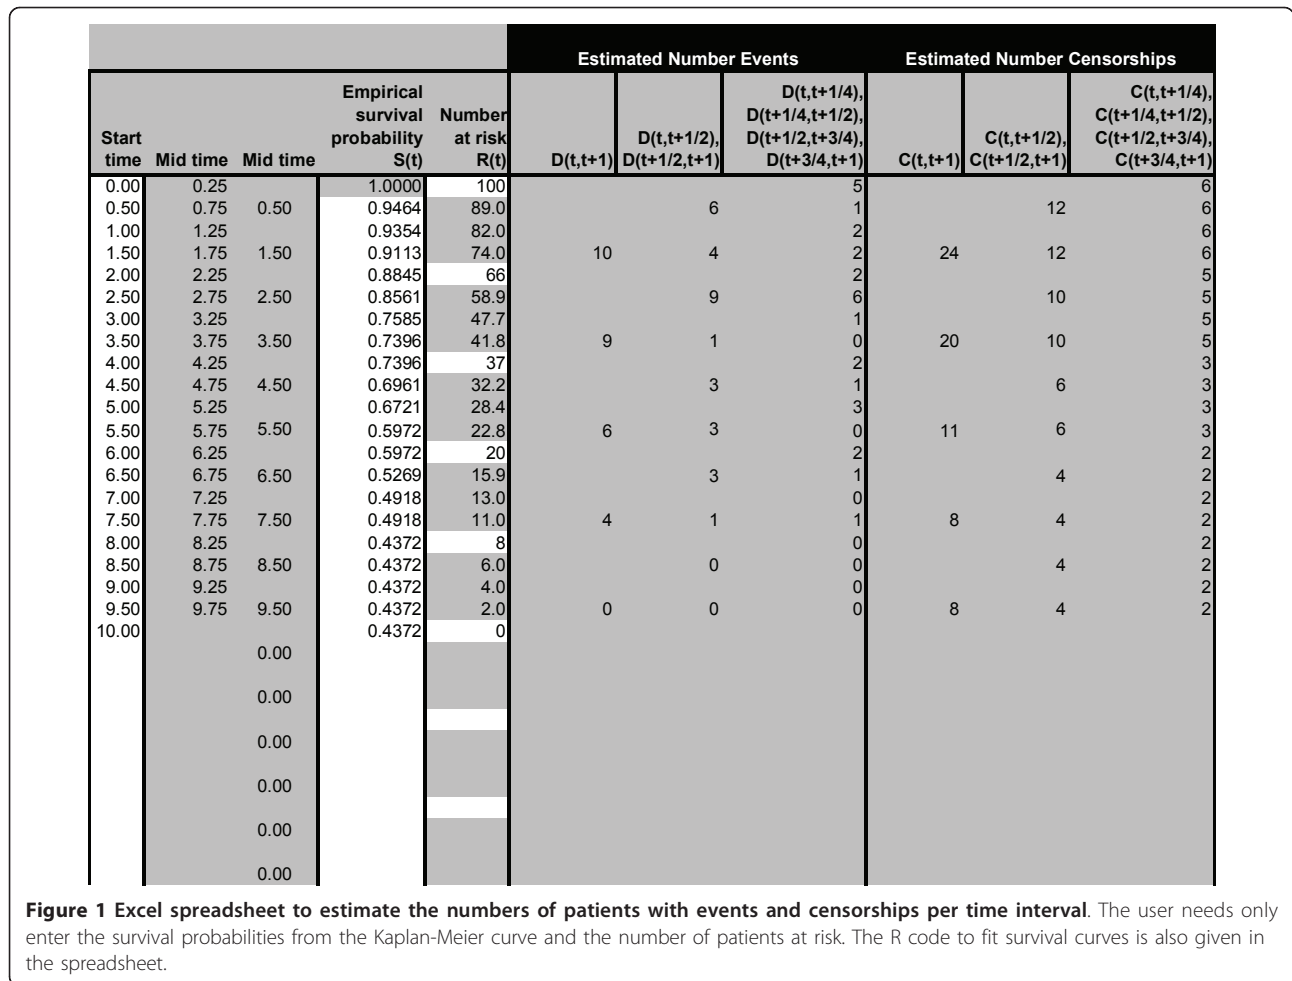 Estimated Number Events Estimated Number Censorships
Start time Mid time Mid time Empirical survival probability S(t) Number at risk R(t) D(t,t+1) D(t,t+1/2), D(t+1/2,t+1) D(t,t+1/4), D(t+1/4,t+1/2), D(t+1/2,t+3/4), D(t+3/4,t+1) C(t,t+1) C(t,t+1/2), C(t+1/2,t+1) C(t,t+1/4), C(t+1/4,t+1/2), C(t+1/2,t+3/4), C(t+3/4,t+1)
0.00 0.25 1.0000 100 5 6
0.50 0.75 0.50 0.9464 89.0 6 1 12 6
1.00 1.25 0.9354 82.0 2 6
1.50 1.75 1.50 0.9113 74.0 10 4 2 24 12 6
2.00 2.25 0.8845 66 2 5
2.50 2.75 2.50 0.8561 58.9 9 6 10 5
3.00 3.25 0.7585 47.7 1 5
3.50 3.75 3.50 0.7396 41.8 9 1 0 20 10 5
4.00 4.25 0.7396 37 2 3
4.50 4.75 4.50 0.6961 32.2 3 1 6 3
5.00 5.25 0.6721 28.4 3 3
5.50 5.75 5.50 0.5972 22.8 6 3 0 11 6 3
6.00 6.25 0.5972 20 2 2
6.50 6.75 6.50 0.5269 15.9 3 1 4 2
7.00 7.25 0.4918 13.0 0 2
7.50 7.75 7.50 0.4918 11.0 4 1 1 8 4 2
8.00 8.25 0.4372 8 0 2
8.50 8.75 8.50 0.4372 6.0 0 0 4 2
9.00 9.25 0.4372 4.0 0 2
9.50 9.75 9.50 0.4372 2.0 0 0 0 8 4 2
10.00 0.4372 0
0.00
0.00
0.00
0.00
0.00
0.00
Figure 1 Excel spreadsheet to estimate the numbers of patients with events and censorships per time interval. The user needs only
enter the survival probabilities from the Kaplan-Meier curve and the number of patients at risk. The R code to fit survival curves is also given in
the spreadsheet.